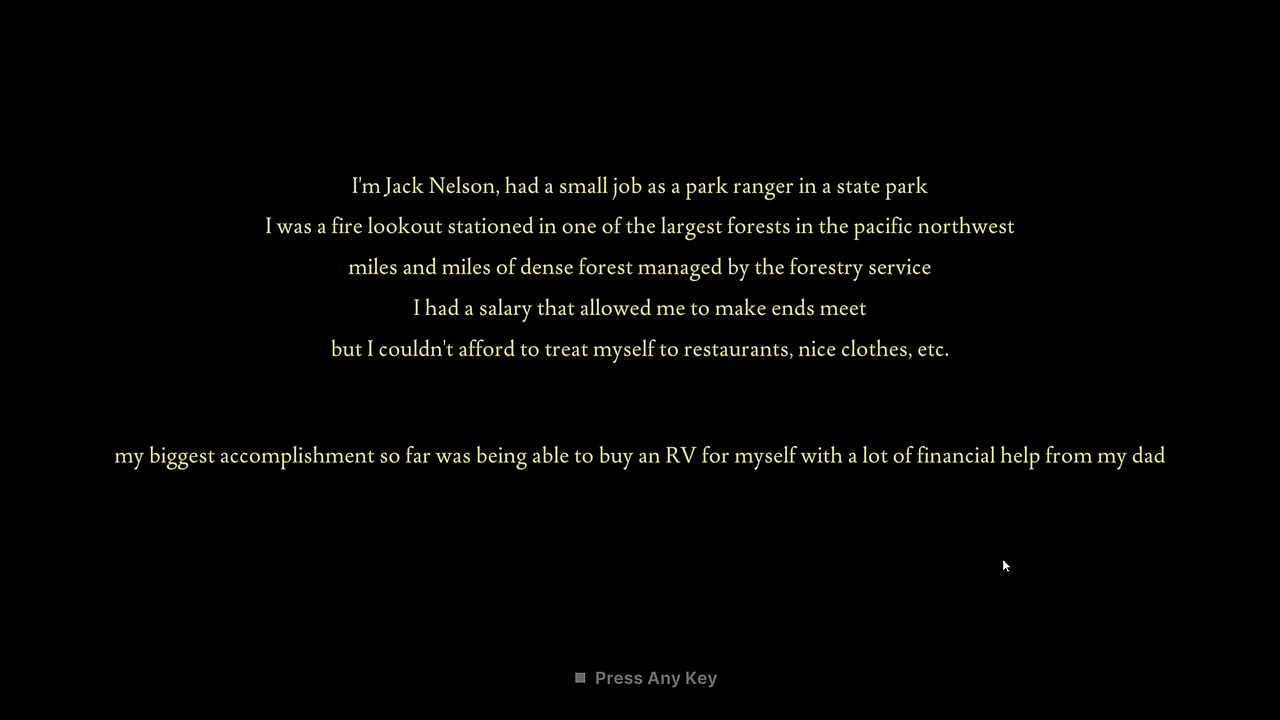 I'm Jack Nelson, had a small job as a park ranger in a state park
I was a fire lookout stationed in one of the largest forests in the pacific northwest
miles and miles of dense forest managed by the forestry service
I had a salary that allowed me to make ends meet
but I couldn't afford to treat myself to restaurants, nice clothes, etc.
my biggest accomplishment so far was being able to buy an RV for myself with a lot of financial help from my dad
Press Any Key